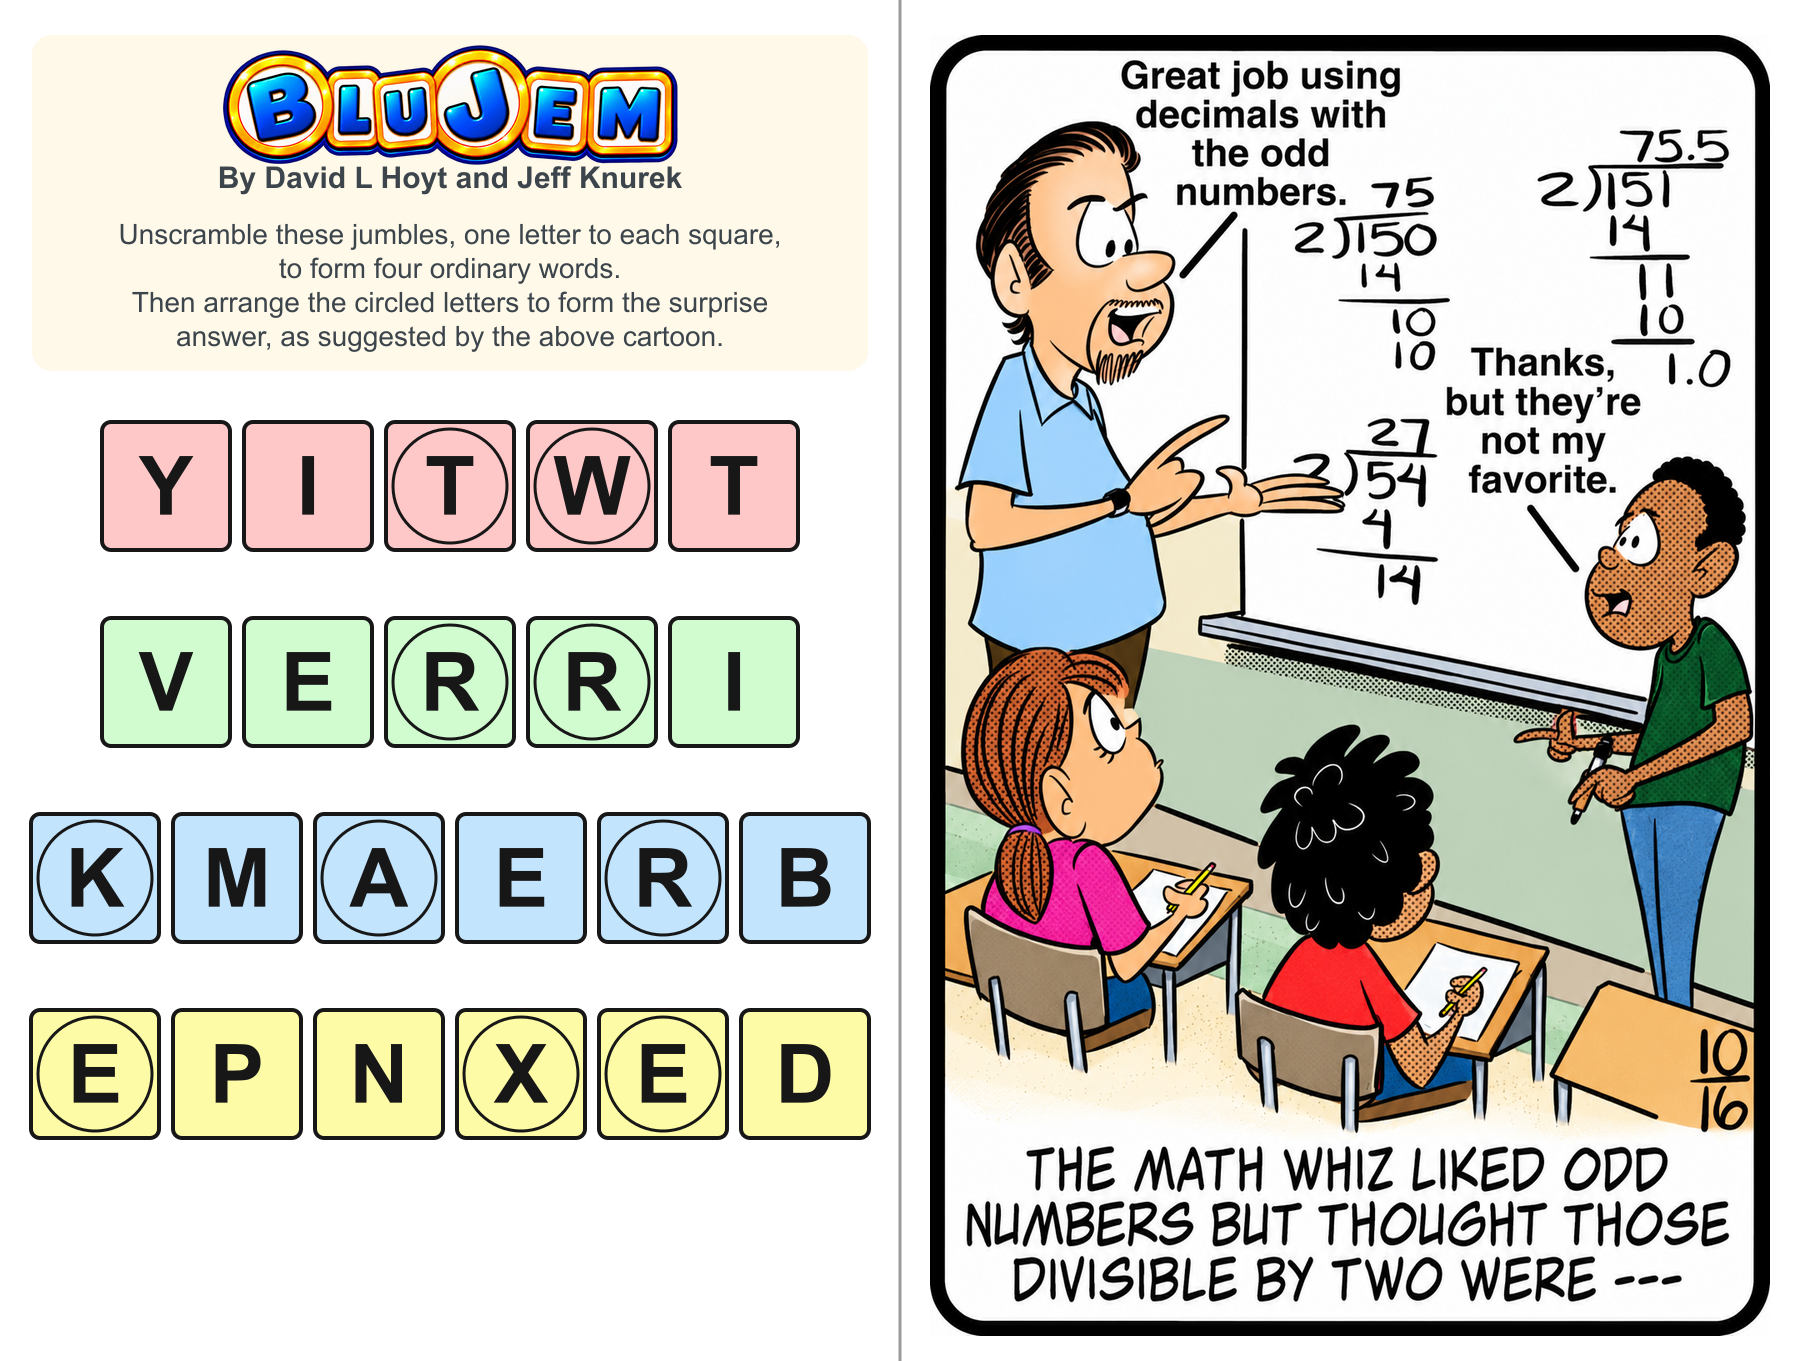 BLUJEM
By David L Hoyt and Jeff Knurek
Unscramble these jumbles, one letter to each square,
to form four ordinary words.
Then arrange the circled letters to form the surprise
answer, as suggested by the above cartoon.
Y I T W T
V E R R I
K M A E R B
E P N X E D
Great job using
decimals with
the odd
numbers.
75
2)150
14
10
10
75.5
2)151
14
11
10
1.0
27
2)54
4
14
Thanks,
but they're
not my
favorite.
10
16
THE MATH WHIZ LIKED ODD
NUMBERS BUT THOUGHT THOSE
DIVISIBLE BY TWO WERE ---